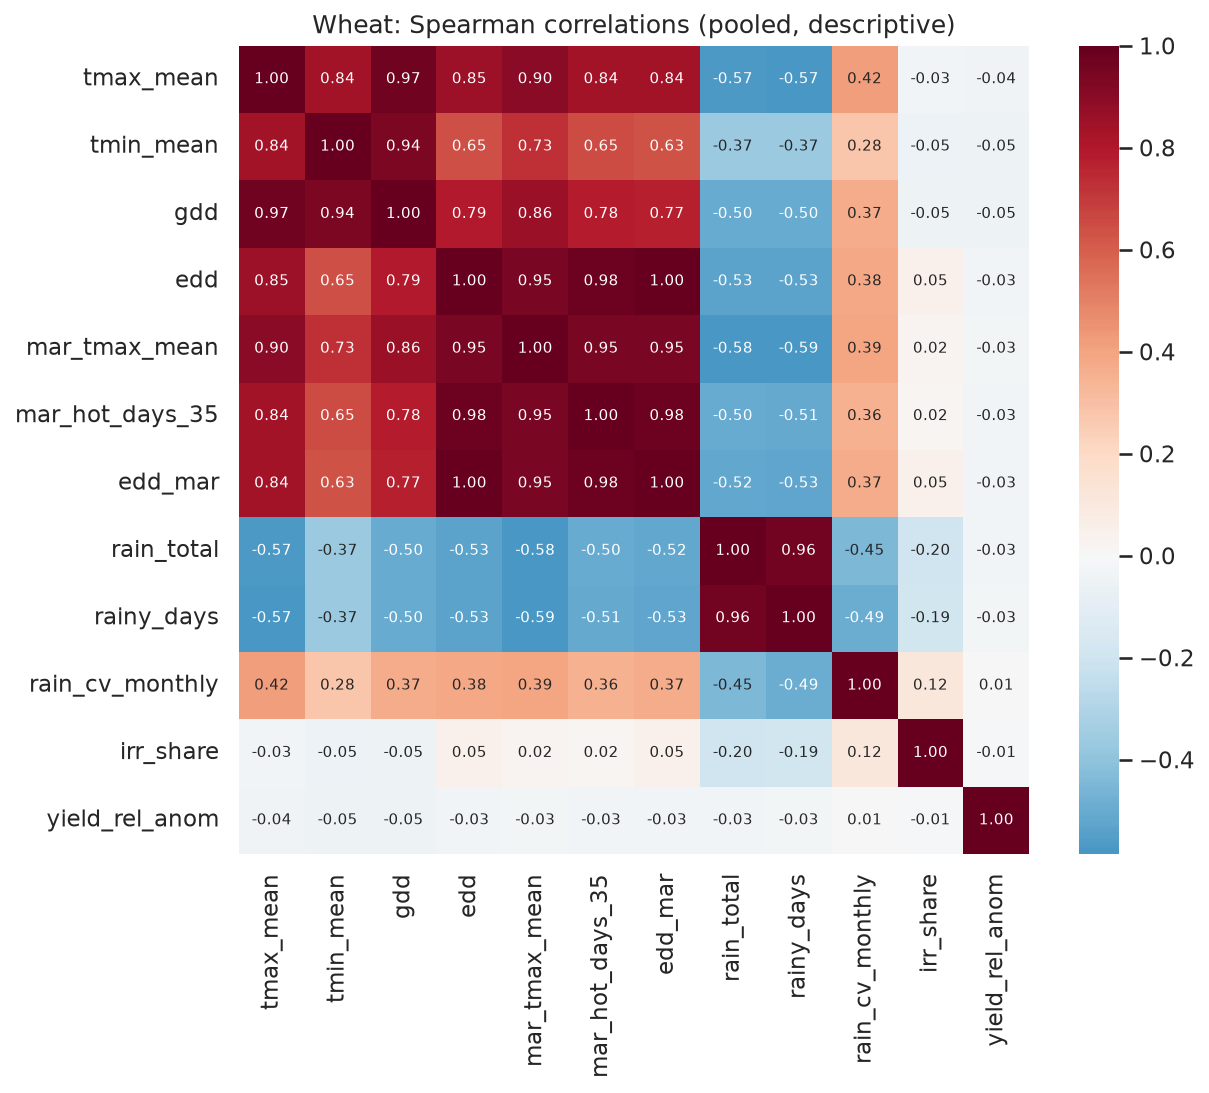 Wheat: Spearman correlations (pooled, descriptive)
tmax_mean 1.00 0.84 0.97 0.85 0.90 0.84 0.84 -0.57 -0.57 0.42 -0.03 -0.04
tmin_mean 0.84 1.00 0.94 0.65 0.73 0.65 0.63 -0.37 -0.37 0.28 -0.05 -0.05
gdd 0.97 0.94 1.00 0.79 0.86 0.78 0.77 -0.50 -0.50 0.37 -0.05 -0.05
edd 0.85 0.65 0.79 1.00 0.95 0.98 1.00 -0.53 -0.53 0.38 0.05 -0.03
mar_tmax_mean 0.90 0.73 0.86 0.95 1.00 0.95 0.95 -0.58 -0.59 0.39 0.02 -0.03
mar_hot_days_35 0.84 0.65 0.78 0.98 0.95 1.00 0.98 -0.50 -0.51 0.36 0.02 -0.03
edd_mar 0.84 0.63 0.77 1.00 0.95 0.98 1.00 -0.52 -0.53 0.37 0.05 -0.03
rain_total -0.57 -0.37 -0.50 -0.53 -0.58 -0.50 -0.52 1.00 0.96 -0.45 -0.20 -0.03
rainy_days -0.57 -0.37 -0.50 -0.53 -0.59 -0.51 -0.53 0.96 1.00 -0.49 -0.19 -0.03
rain_cv_monthly 0.42 0.28 0.37 0.38 0.39 0.36 0.37 -0.45 -0.49 1.00 0.12 0.01
irr_share -0.03 -0.05 -0.05 0.05 0.02 0.02 0.05 -0.20 -0.19 0.12 1.00 -0.01
yield_rel_anom -0.04 -0.05 -0.05 -0.03 -0.03 -0.03 -0.03 -0.03 -0.03 0.01 -0.01 1.00
tmax_mean
tmin_mean
gdd
edd
mar_tmax_mean
mar_hot_days_35
edd_mar
rain_total
rainy_days
rain_cv_monthly
irr_share
yield_rel_anom
1.0
0.8
0.6
0.4
0.2
0.0
−0.2
−0.4